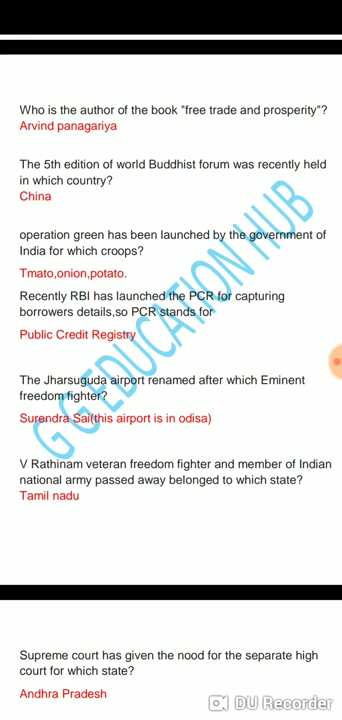 Who is the author of the book "free trade and prosperity"?
Arvind panagariya
The 5th edition of world Buddhist forum was recently held
in which country?
China
operation green has been launched by the government of
India for which croops?
Tmato,onion,potato.
Recently RBI has launched the PCR for capturing
borrowers details,so PCR stands for
Public Credit Registry
The Jharsuguda airport renamed after which Eminent
freedom fighter?
Surendra Sai(this airport is in odisa)
V Rathinam veteran freedom fighter and member of Indian
national army passed away belonged to which state?
Tamil nadu
Supreme court has given the nood for the separate high
court for which state?
Andhra Pradesh
GGEDUCATION HUB
DU Recorder